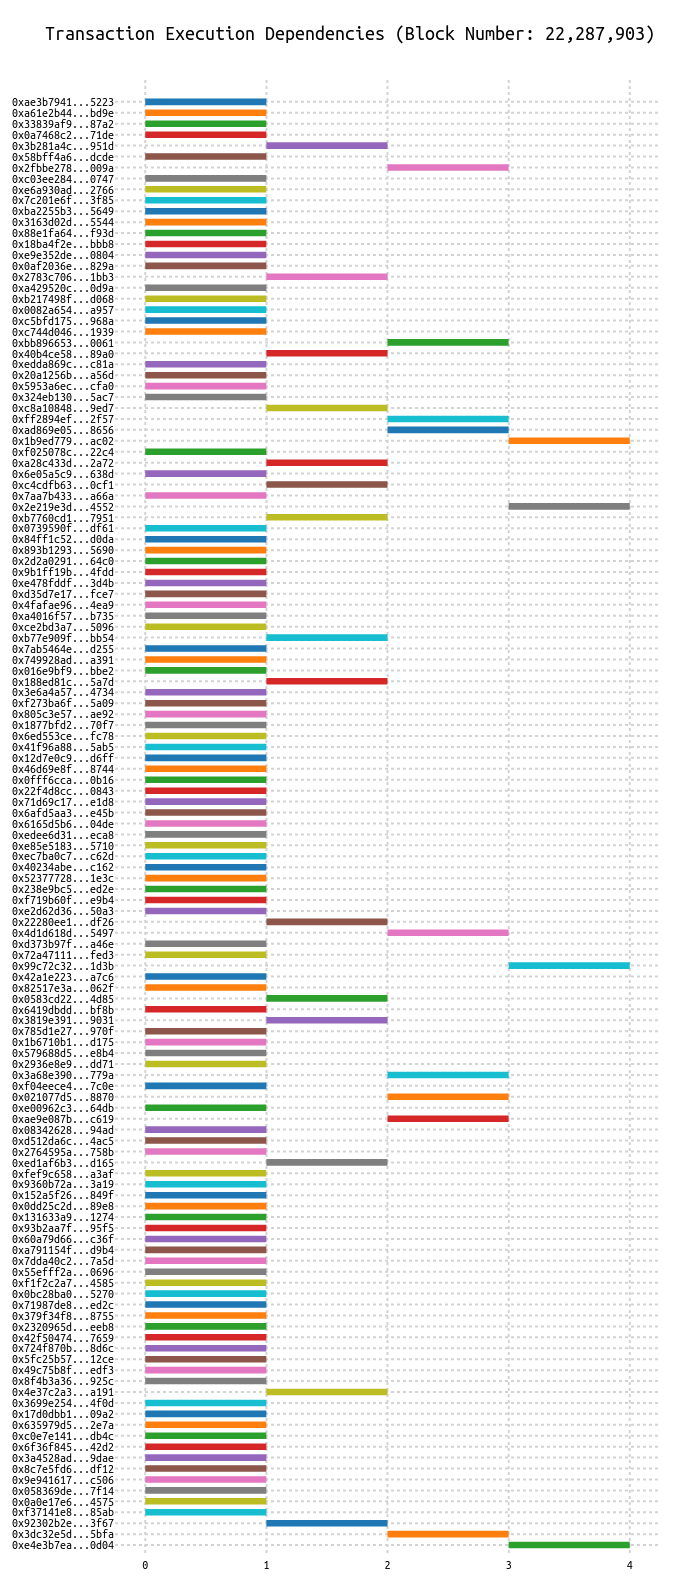 Transaction Execution Dependencies (Block Number: 22,287,903)
0xae3b7941...5223
0xa61e2b44...bd9e
0x33839af9...87a2
0x0a7468c2...71de
0x3b281a4c...951d
0x58bff4a6...dcde
0x2fbbe278...009a
0xc03ee284...0747
0xe6a930ad...2766
0x7c201e6f...3f85
0xba2255b3...5649
0x3163d02d...5544
0x88e1fa64...f93d
0x18ba4f2e...bbb8
0xe9e352de...0804
0x0af2036e...829a
0x2783c706...1bb3
0xa429520c...0d9a
0xb217498f...d068
0x0082a654...a957
0xc5bfd175...968a
0xc744d046...1939
0xbb896653...0061
0x40b4ce58...89a0
0xedda869c...c81a
0x20a1256b...a56d
0x5953a6ec...cfa0
0x324eb130...5ac7
0xc8a10848...9ed7
0xff2894ef...2f57
0xad869e05...8656
0x1b9ed779...ac02
0xf025078c...22c4
0xa28c433d...2a72
0x6e05a5c9...638d
0xc4cdfb63...0cf1
0x7aa7b433...a66a
0x2e219e3d...4552
0xb7760cd1...7951
0x0739590f...df61
0x84ff1c52...d0da
0x893b1293...5690
0x2d2a0291...64c0
0x9b1ff19b...4fdd
0xe478fddf...3d4b
0xd35d7e17...fce7
0x4fafae96...4ea9
0xa4016f57...b735
0xce2bd3a7...5096
0xb77e909f...bb54
0x7ab5464e...d255
0x749928ad...a391
0x016e9bf9...bbe2
0x188ed81c...5a7d
0x3e6a4a57...4734
0xf273ba6f...5a09
0x805c3e57...ae92
0x1877bfd2...70f7
0x6ed553ce...fc78
0x41f96a88...5ab5
0x12d7e0c9...d6ff
0x46d69e8f...8744
0x0fff6cca...0b16
0x22f4d8cc...0843
0x71d69c17...e1d8
0x6afd5aa3...e45b
0x6165d5b6...04de
0xedee6d31...eca8
0xe85e5183...5710
0xec7ba0c7...c62d
0x40234abe...c162
0x52377728...1e3c
0x238e9bc5...ed2e
0xf719b60f...e9b4
0xe2d62d36...50a3
0x22280ee1...df26
0x4d1d618d...5497
0xd373b97f...a46e
0x72a47111...fed3
0x99c72c32...1d3b
0x42a1e223...a7c6
0x82517e3a...062f
0x0583cd22...4d85
0x6419dbdd...bf8b
0x3819e391...9031
0x785d1e27...970f
0x1b6710b1...d175
0x579688d5...e8b4
0x2936e8e9...dd71
0x3a68e390...779a
0xf04eece4...7c0e
0x021077d5...8870
0xe00962c3...64db
0xae9e087b...c619
0x08342628...94ad
0xd512da6c...4ac5
0x2764595a...758b
0xed1af6b3...d165
0xfef9c658...a3af
0x9360b72a...3a19
0x152a5f26...849f
0x0dd25c2d...89e8
0x131633a9...1274
0x93b2aa7f...95f5
0x60a79d66...c36f
0xa791154f...d9b4
0x7dda40c2...7a5d
0x55efff2a...0696
0xf1f2c2a7...4585
0x0bc28ba0...5270
0x71987de8...ed2c
0x379f34f8...8755
0x2320965d...eeb8
0x42f50474...7659
0x724f870b...8d6c
0x5fc25b57...12ce
0x49c75b8f...edf3
0x8f4b3a36...925c
0x4e37c2a3...a191
0x3699e254...4f0d
0x17d0dbb1...09a2
0x635979d5...2e7a
0xc0e7e141...db4c
0x6f36f845...42d2
0x3a4528ad...9dae
0x8c7e5fd6...df12
0x9e941617...c506
0x058369de...7f14
0x0a0e17e6...4575
0xf37141e8...85ab
0x92302b2e...3f67
0x3dc32e5d...5bfa
0xe4e3b7ea...0d04
0 1 2 3 4